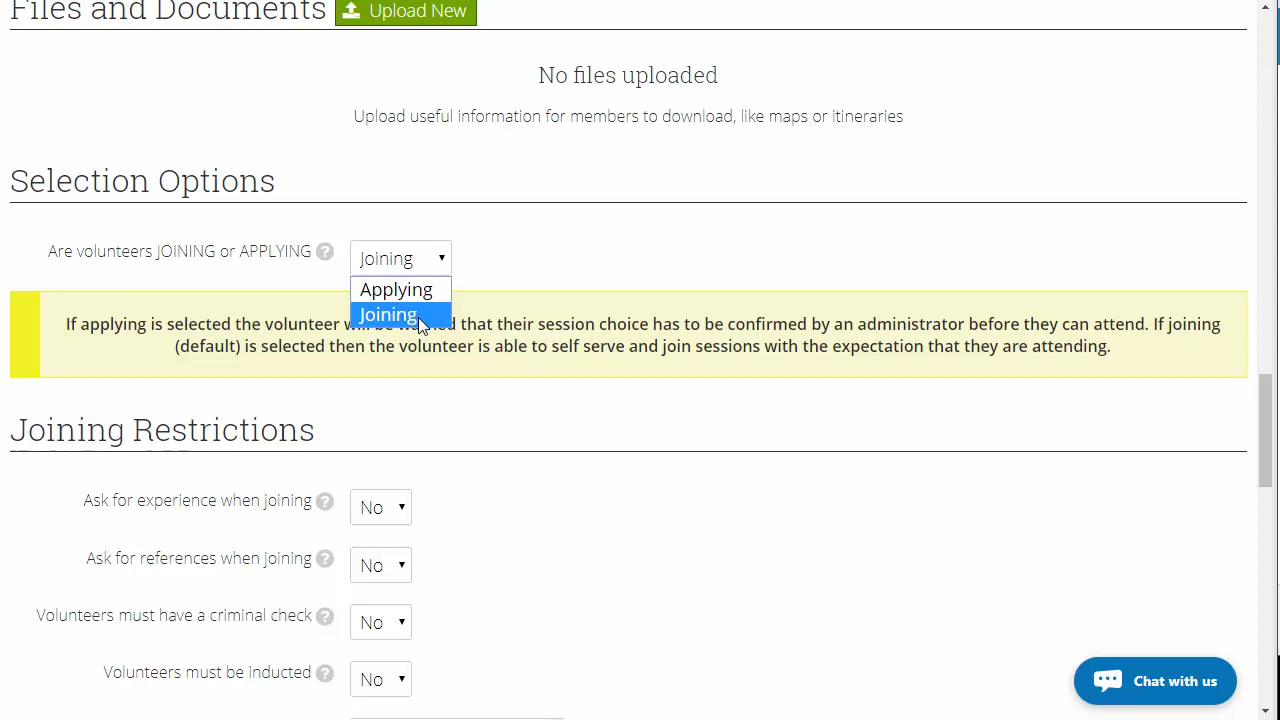 Files and Documents Upload New
No files uploaded
Upload useful information for members to download, like maps or itineraries
Selection Options
Are volunteers JOINING or APPLYING ? Joining
Applying
Joining
If applying is selected the volunteer that their session choice has to be confirmed by an administrator before they can attend. If joining
(default) is selected then the volunteer is able to self serve and join sessions with the expectation that they are attending.
Joining Restrictions
Ask for experience when joining ? No
Ask for references when joining ? No
Volunteers must have a criminal check ? No
Volunteers must be inducted ? No
Chat with us